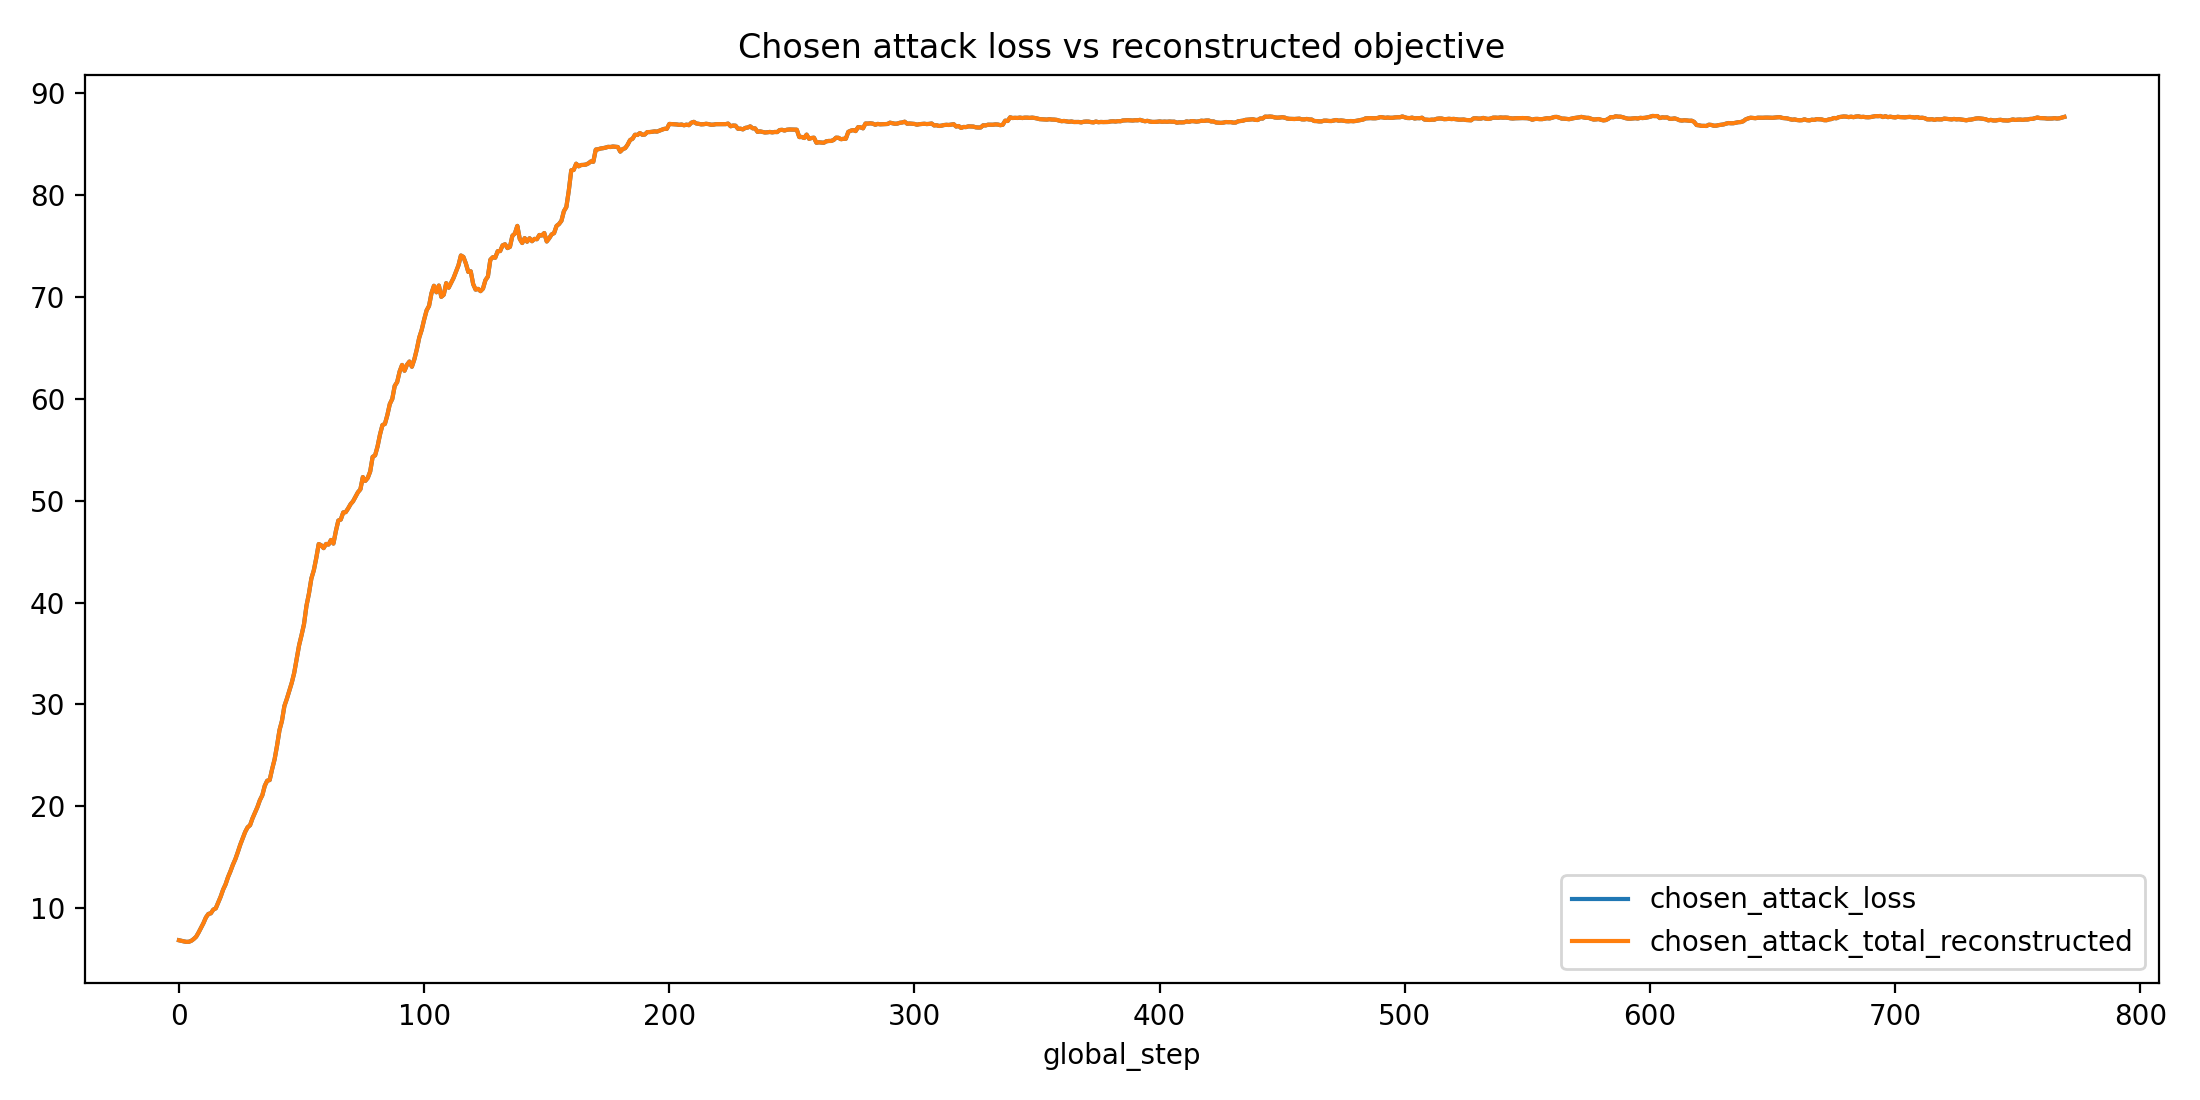 Chosen attack loss vs reconstructed objective
90
80
70
60
50
40
30
20
10
chosen_attack_loss
chosen_attack_total_reconstructed
0 100 200 300 400 500 600 700 800
global_step